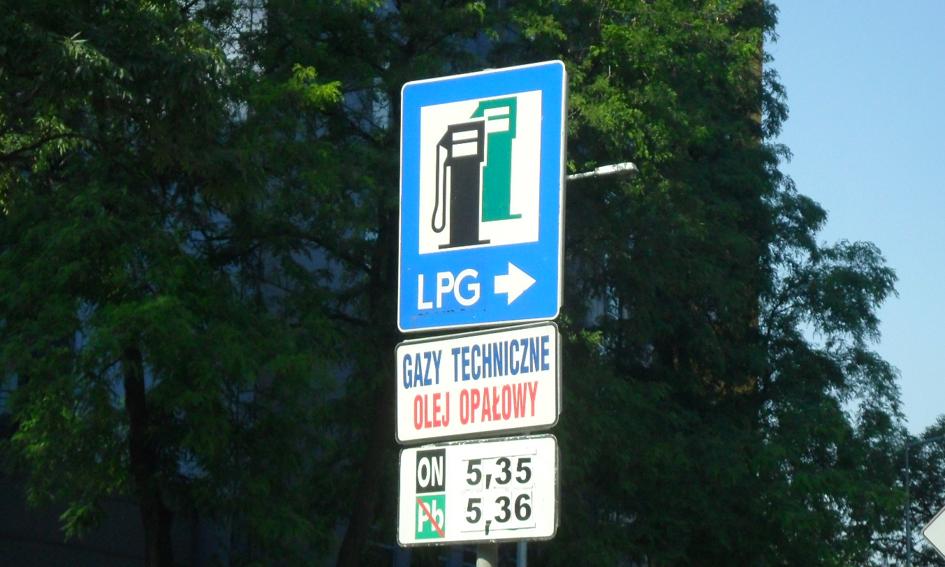 LPG
GAZY TECHNICZNE
OLEJ OPAŁOWY
ON 5,35
Pb 5,36